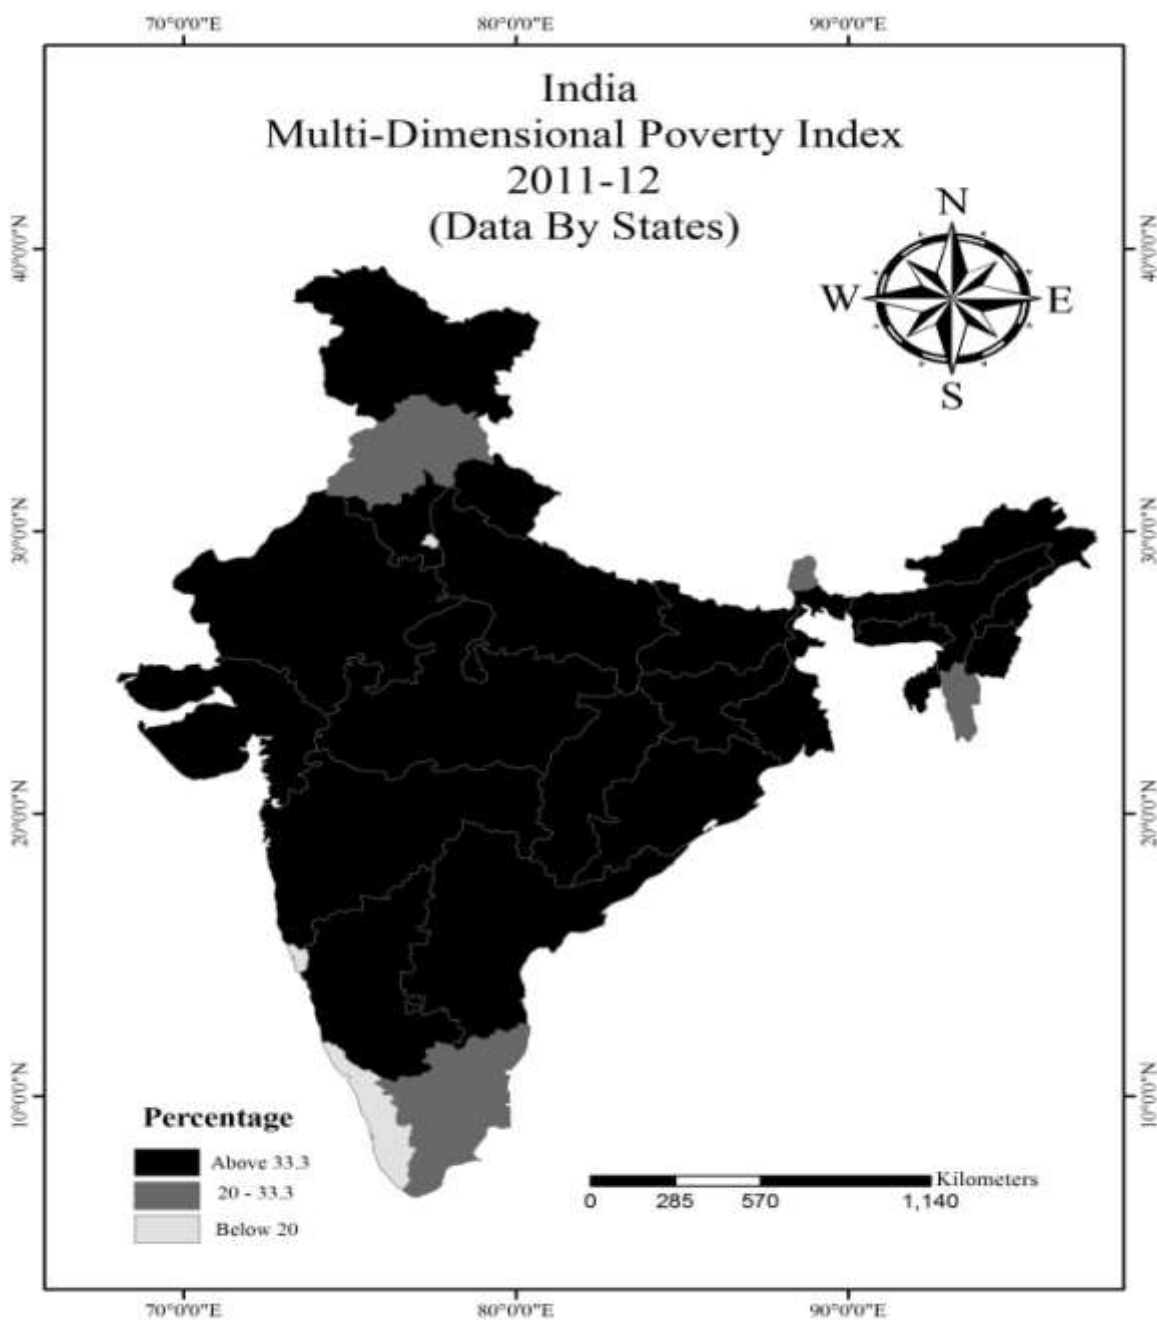 70°0'0"E 80°0'0"E 90°0'0"E
India
Multi-Dimensional Poverty Index
2011-12
(Data By States)
N
W E
S
40°0'0"N 40°0'0"N
30°0'0"N 30°0'0"N
20°0'0"N 20°0'0"N
10°0'0"N 10°0'0"N
Percentage
Above 33.3
20 - 33.3
Below 20
Kilometers
0 285 570 1,140
70°0'0"E 80°0'0"E 90°0'0"E